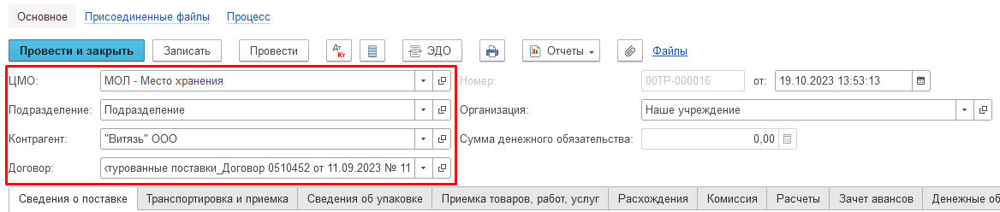 Основное Присоединенные файлы Процесс
Провести и закрыть Записать Провести Дт Кт ЭДО Отчеты Файлы
ЦМО: МОЛ - Место хранения Номер: 00ТР-000016 от: 19.10.2023 13:53:13
Подразделение: Подразделение Организация: Наше учреждение
Контрагент: "Витязь" ООО Сумма денежного обязательства: 0,00
Договор: ктурованные поставки_Договор 0510452 от 11.09.2023 № 11
Сведения о поставке Транспортировка и приемка Сведения об упаковке Приемка товаров, работ, услуг Расхождения Комиссия Расчеты Зачет авансов Денежные об